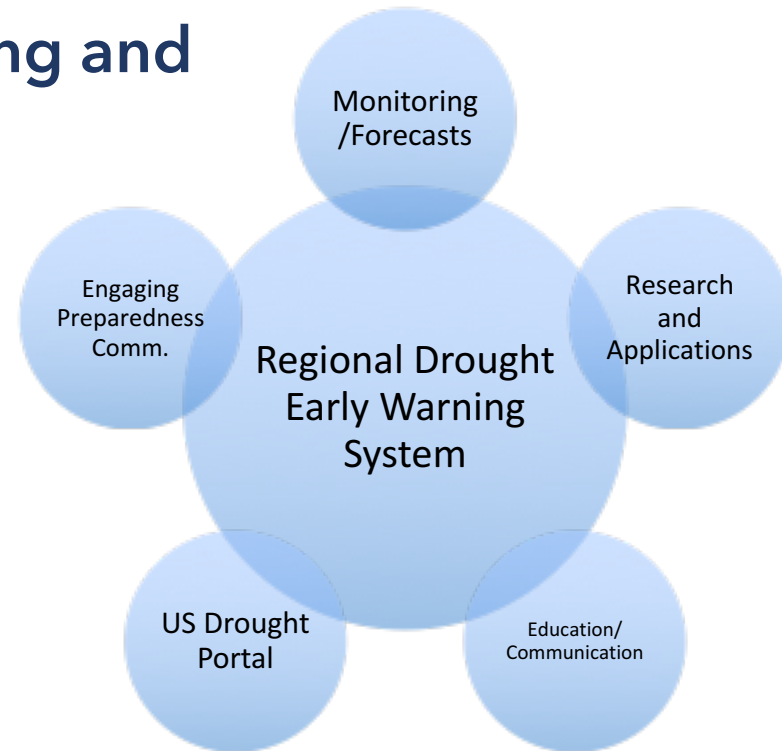 ng and
Monitoring
/Forecasts
Engaging
Preparedness
Comm.
Research
and
Applications
Regional Drought
Early Warning
System
US Drought
Portal
Education/
Communication